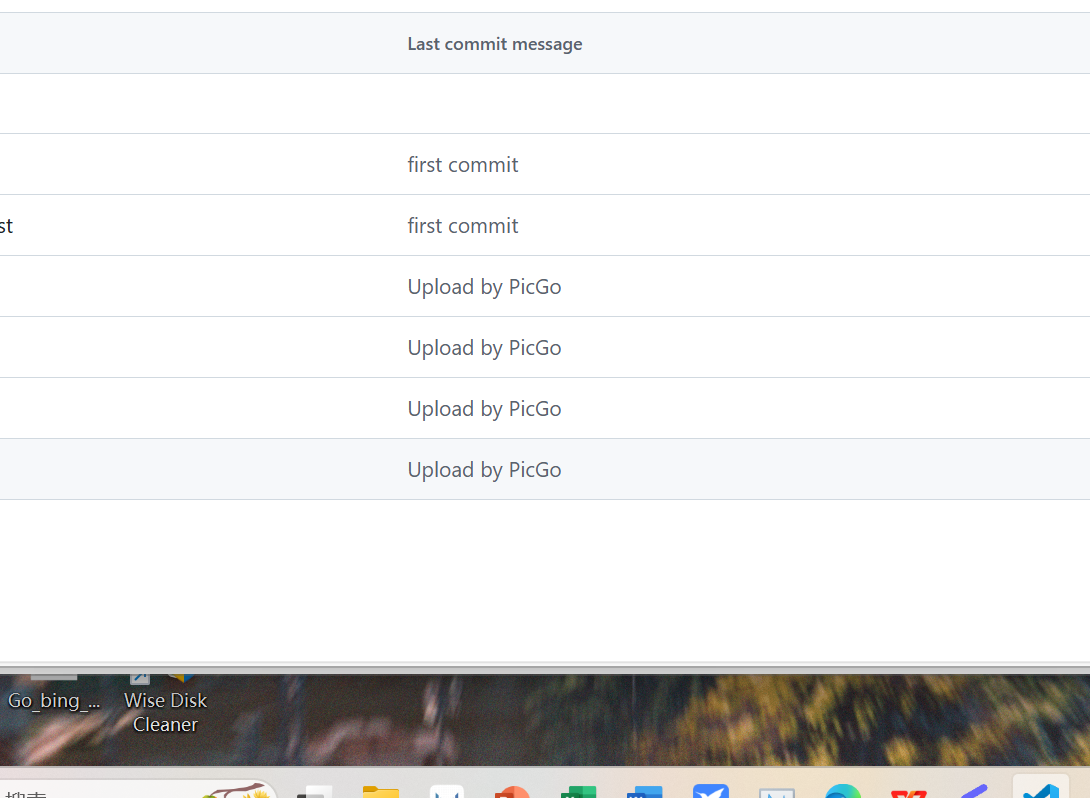 Last commit message
first commit
st
first commit
Upload by PicGo
Upload by PicGo
Upload by PicGo
Upload by PicGo
Go_bing_...
Wise Disk
Cleaner
搜索